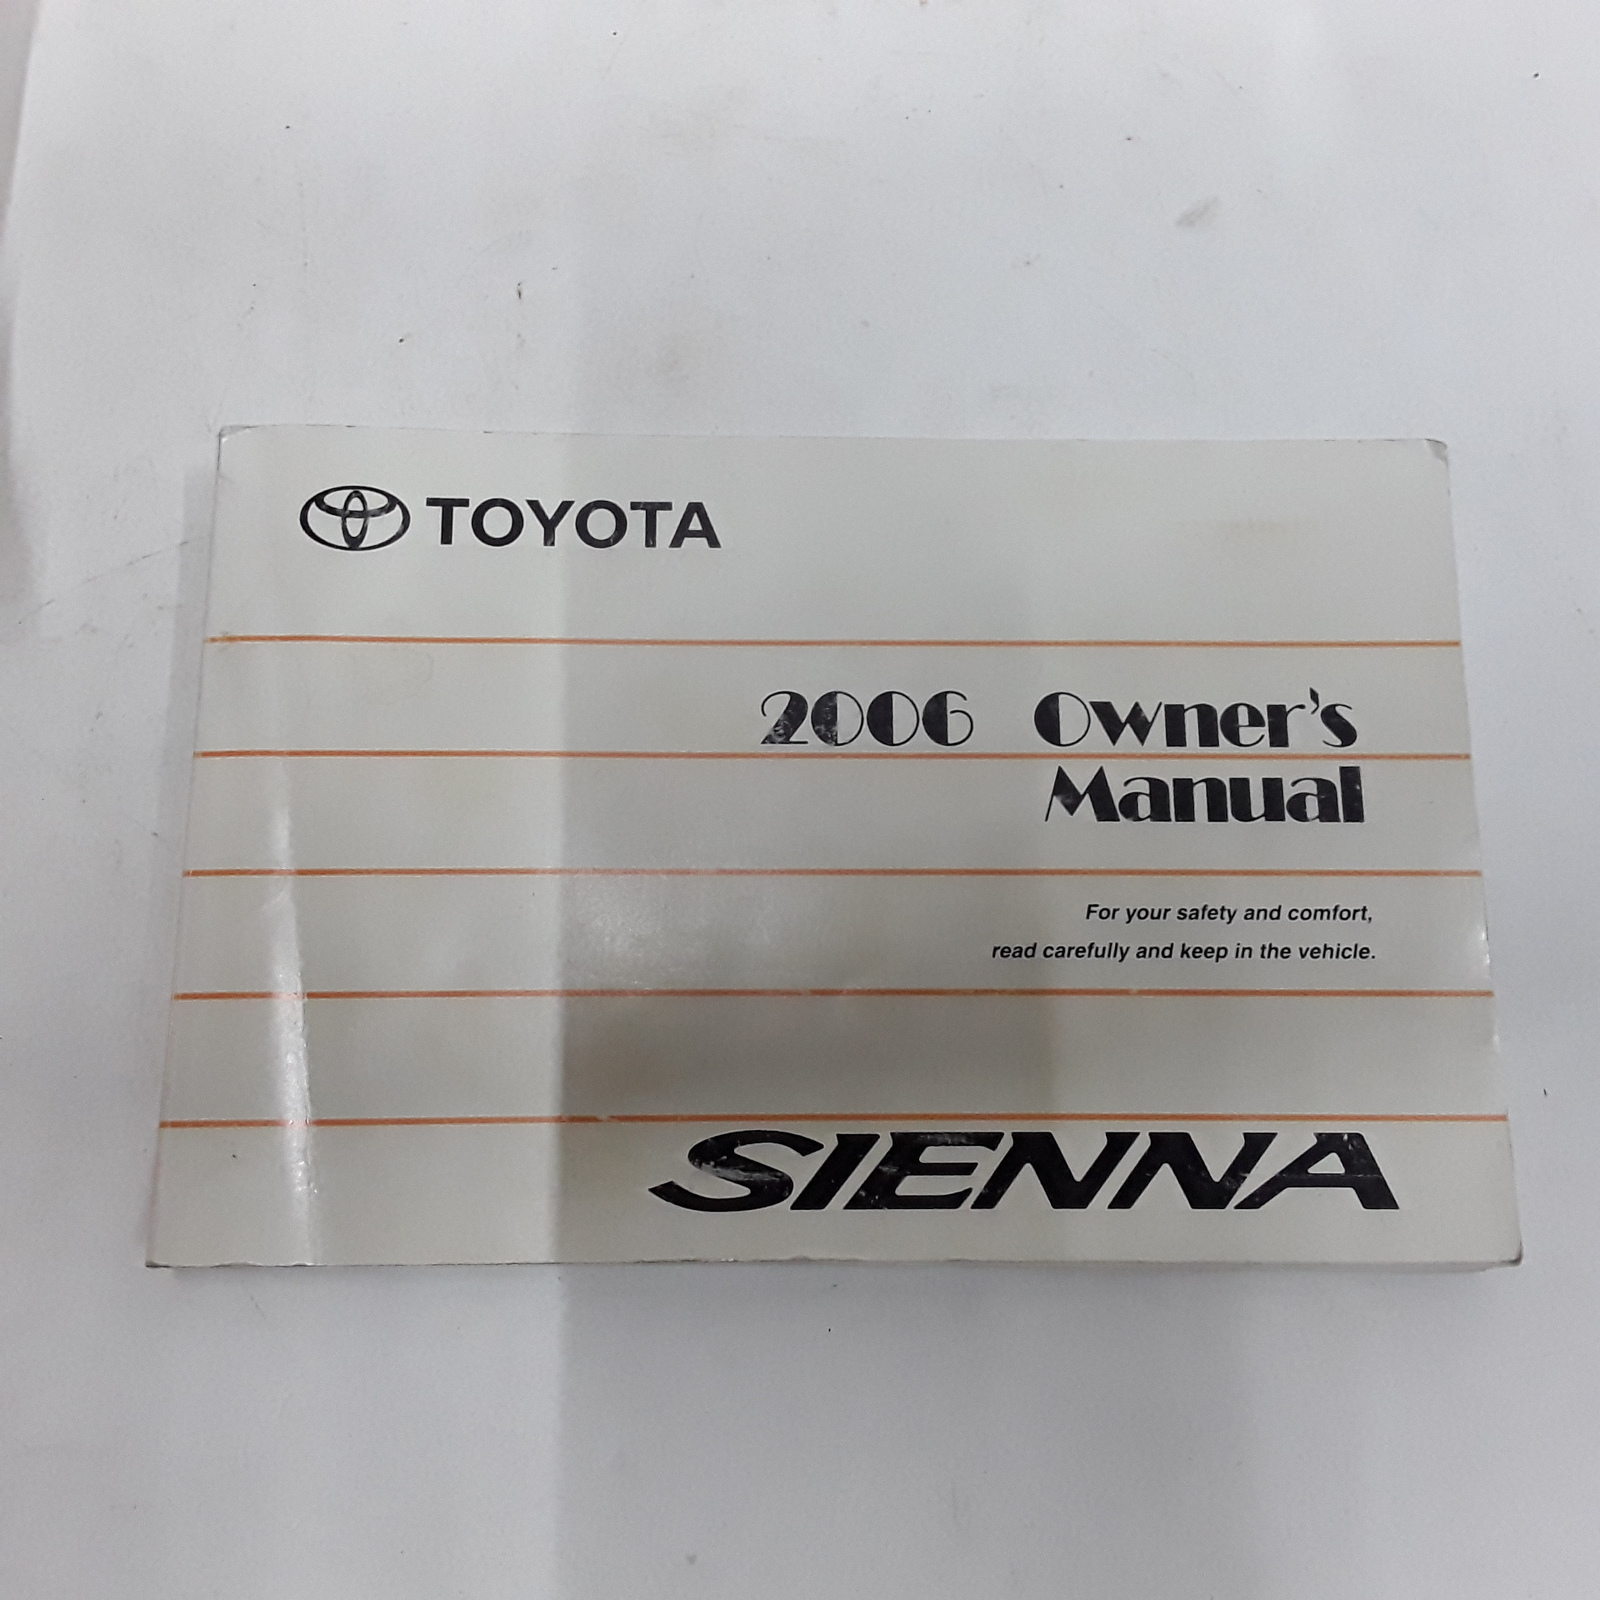 TOYOTA
2006 Owner's
Manual
For your safety and comfort,
read carefully and keep in the vehicle.
SIENNA